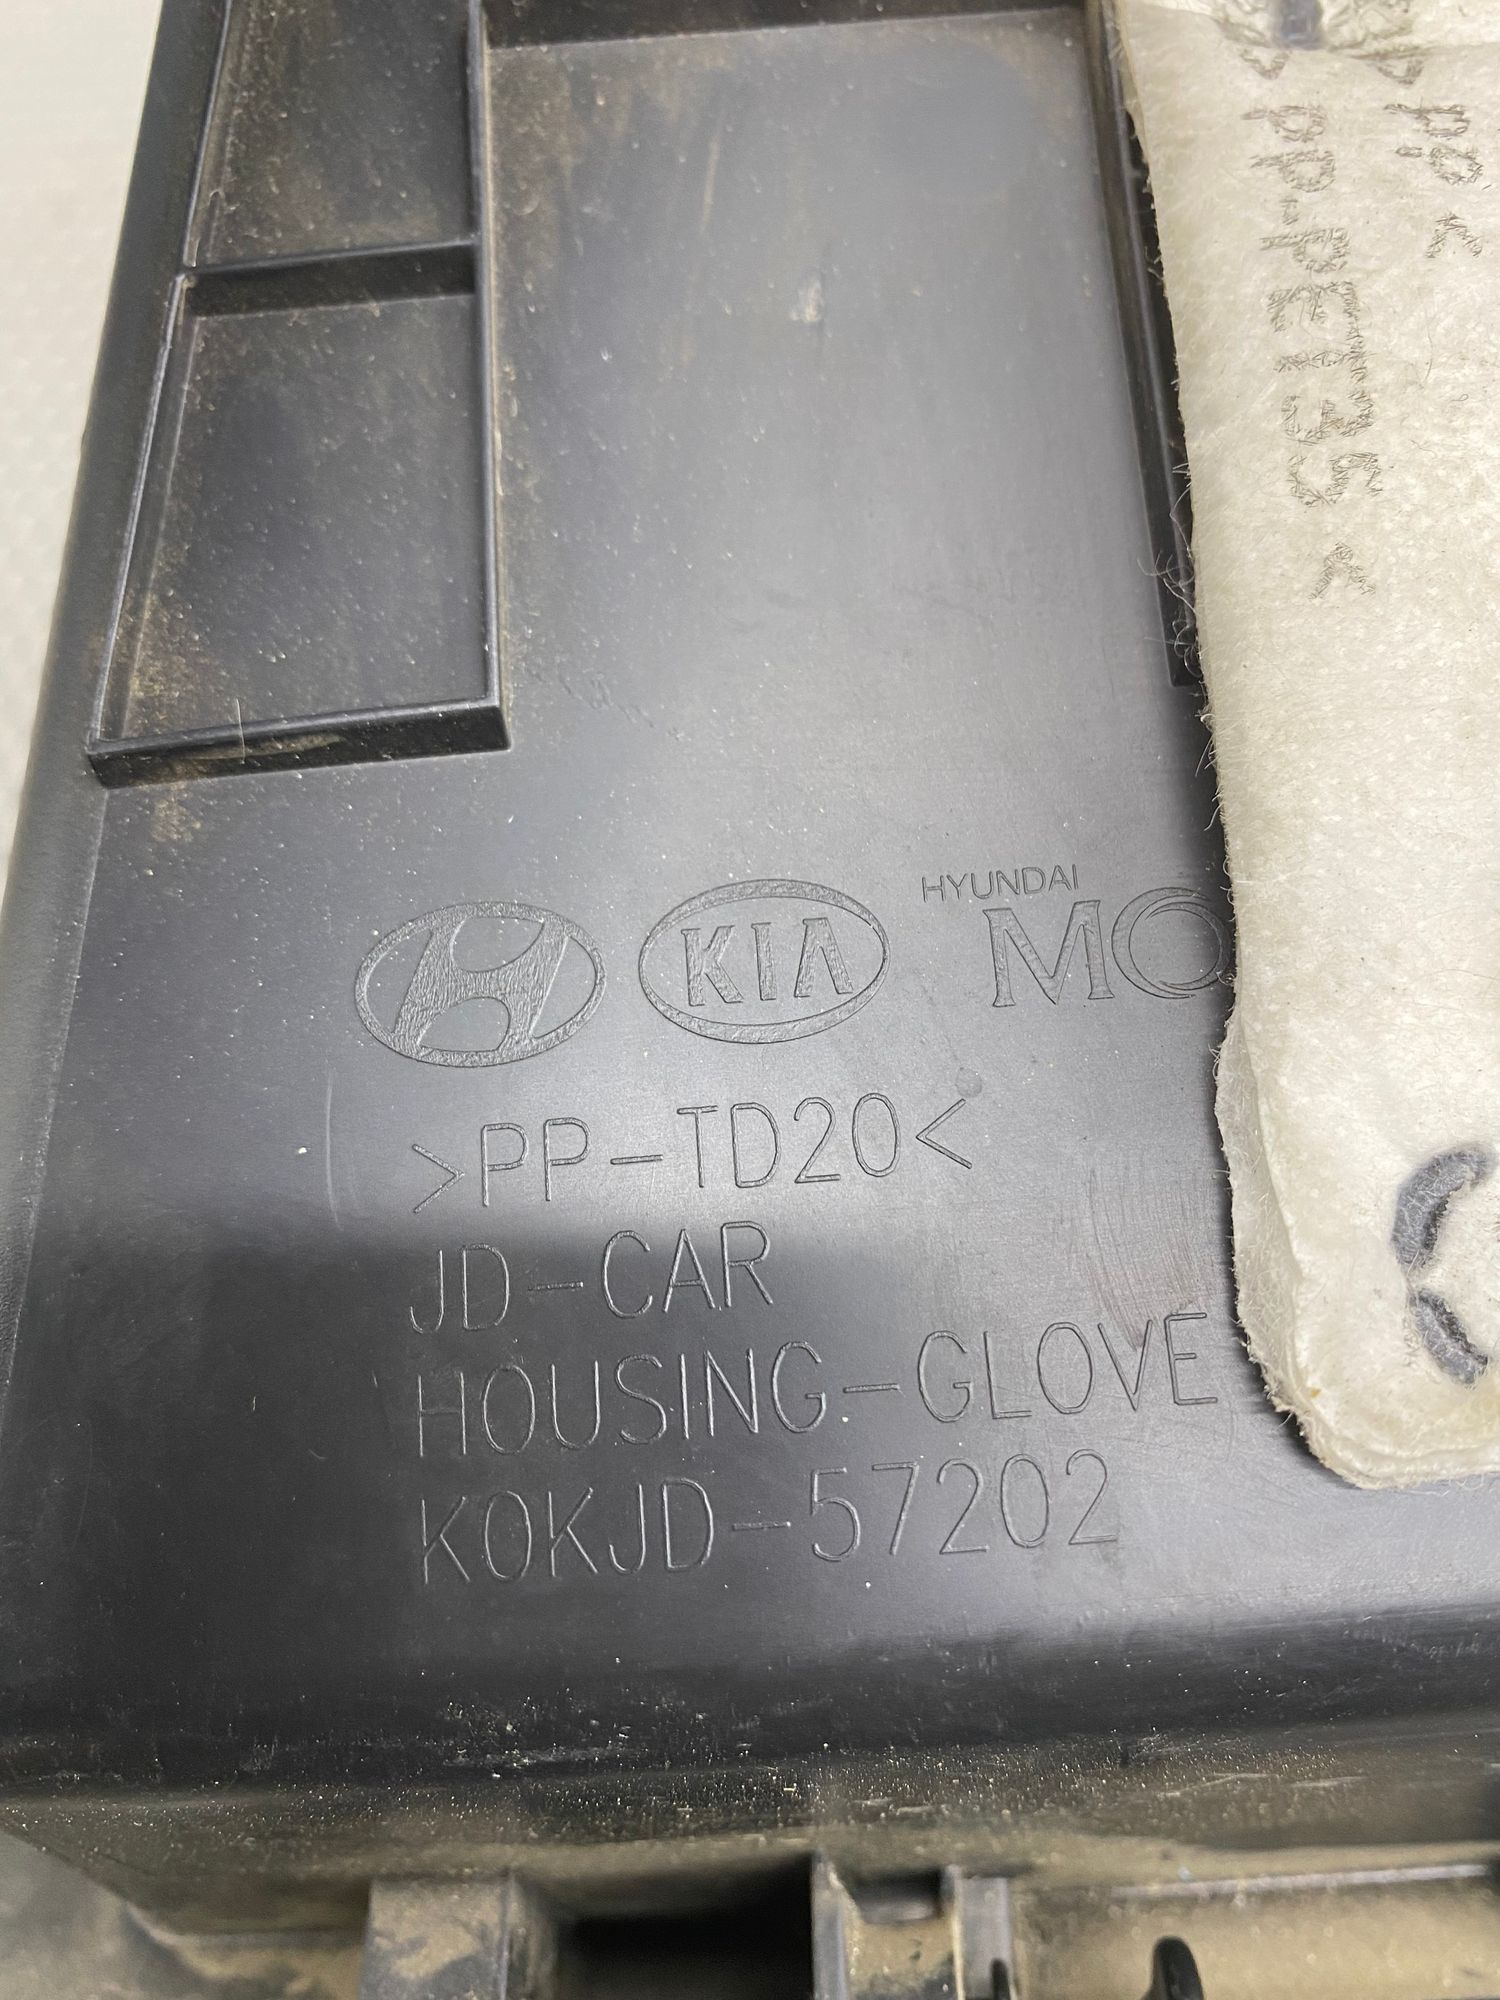 KIA
HYUNDAI
MO
>PP-TD20<
JD-CAR
HOUSING-GLOVE
K0KJD-57202